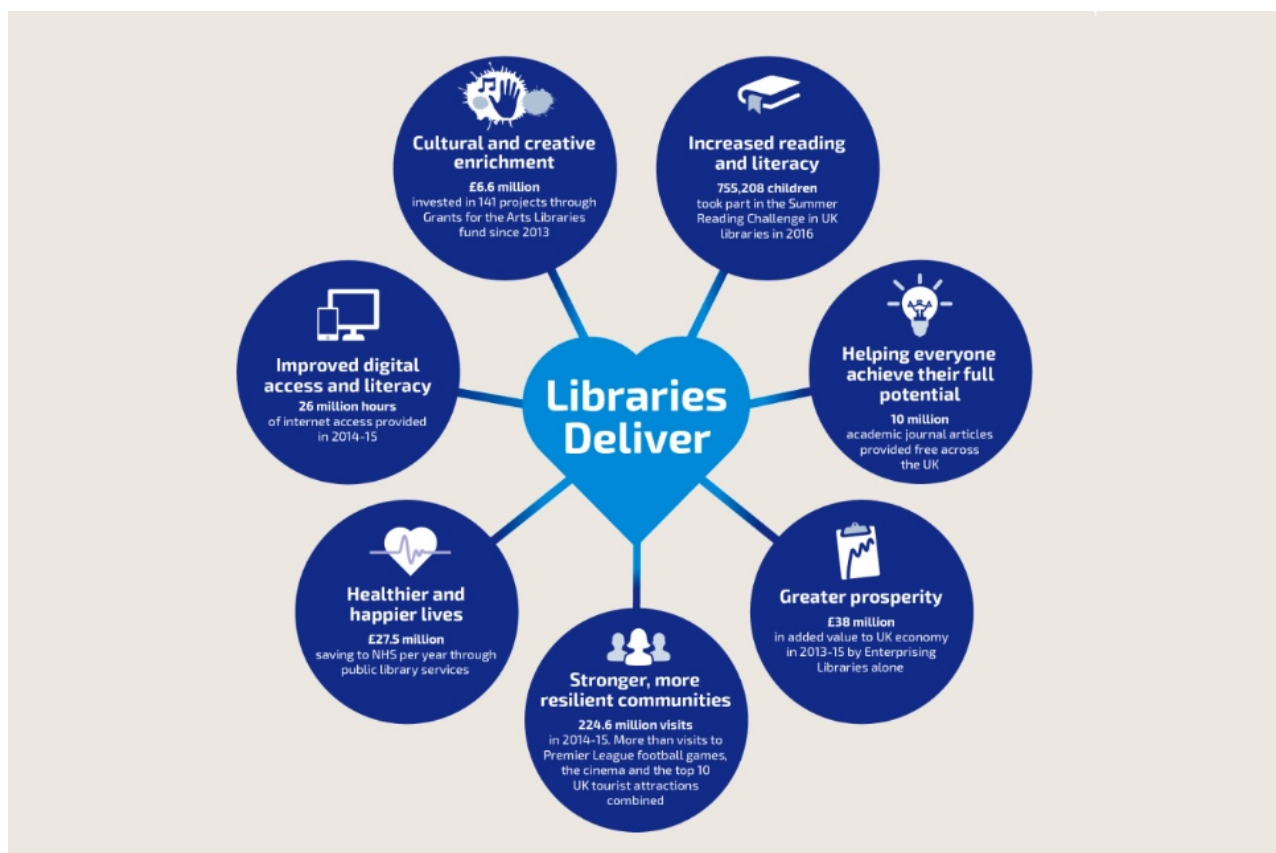 Cultural and creative
enrichment
£6.6 million
invested in 141 projects through
Grants for the Arts Libraries
fund since 2013
Increased reading
and literacy
755,208 children
took part in the Summer
Reading Challenge in UK
libraries in 2016
Improved digital
access and literacy
26 million hours
of internet access provided
in 2014-15
Libraries
Deliver
Helping everyone
achieve their full
potential
10 million
academic journal articles
provided free across
the UK
Healthier and
happier lives
£27.5 million
saving to NHS per year through
public library services
Stronger, more
resilient communities
224.6 million visits
in 2014-15. More than visits to
Premier League football games,
the cinema and the top 10
UK tourist attractions
combined
Greater prosperity
£38 million
in added value to UK economy
in 2013-15 by Enterprising
Libraries alone